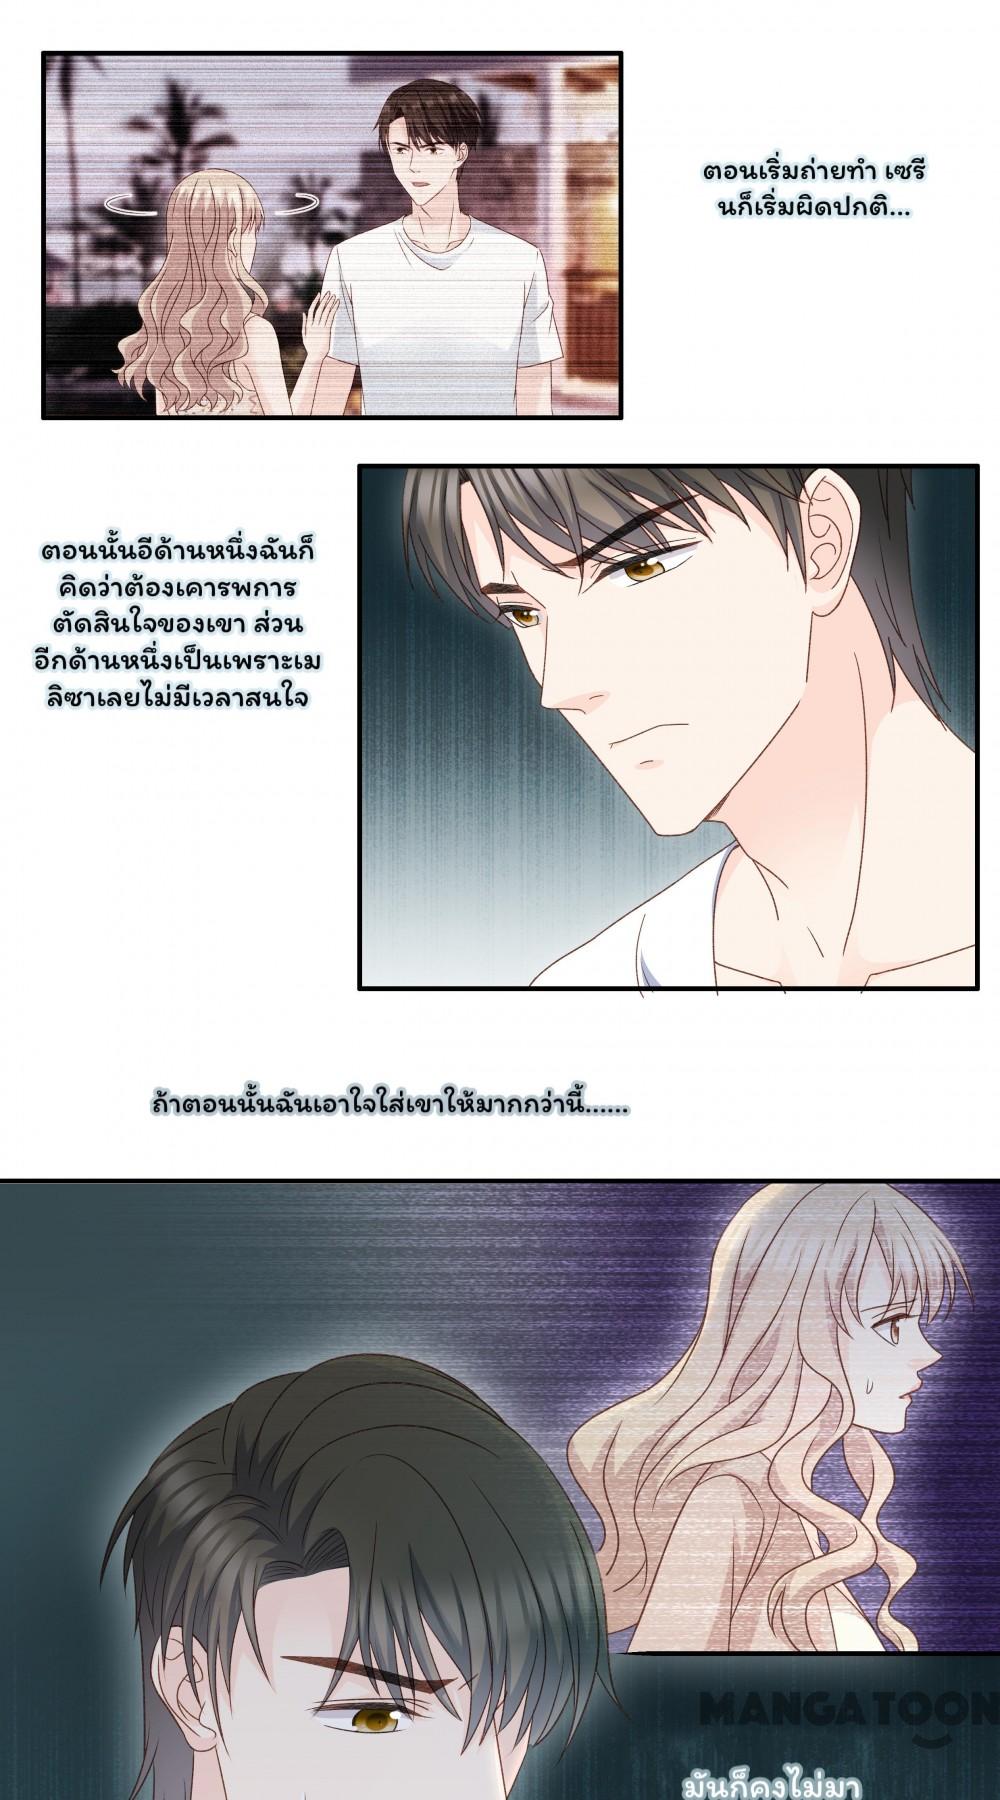 ตอนเริ่มถ่ายทำ เซรี
นก็เริ่มผิดปกติ...
ตอนนั้นอีด้านหนึ่งฉันก็
คิดว่าต้องเคารพการ
ตัดสินใจของเขา ส่วน
อีกด้านหนึ่งเป็นเพราะเม
ลิซาเลยไม่มีเวลาสนใจ
ถ้าตอนนั้นฉันเอาใจใส่เขาให้มากกว่านี้......
MANGATOON
มันก็คงไม่มา